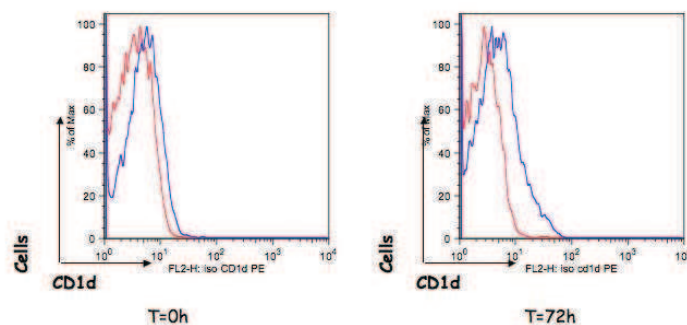 100
80
60
40
20
0
% of Max
10⁰ 10¹ 10² 10³ 10⁴
FL2-H: Iso CD1d PE
Cells
CD1d
T=0h
100
80
60
40
20
0
% of Max
10⁰ 10¹ 10² 10³ 10⁴
FL2-H: Iso cd1d PE
Cells
CD1d
T=72h